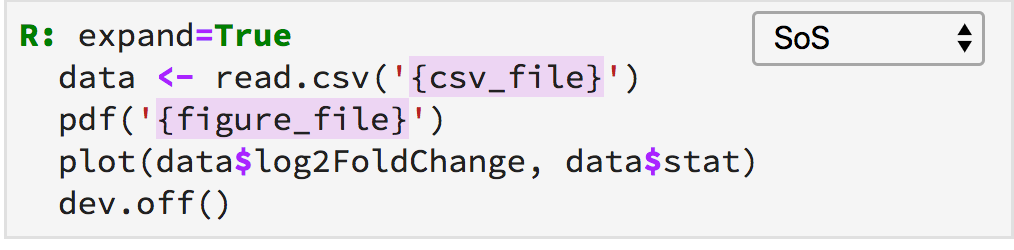 R: expand=True
SoS
data <- read.csv('{csv_file}')
pdf('{figure_file}')
plot(data$log2FoldChange, data$stat)
dev.off()